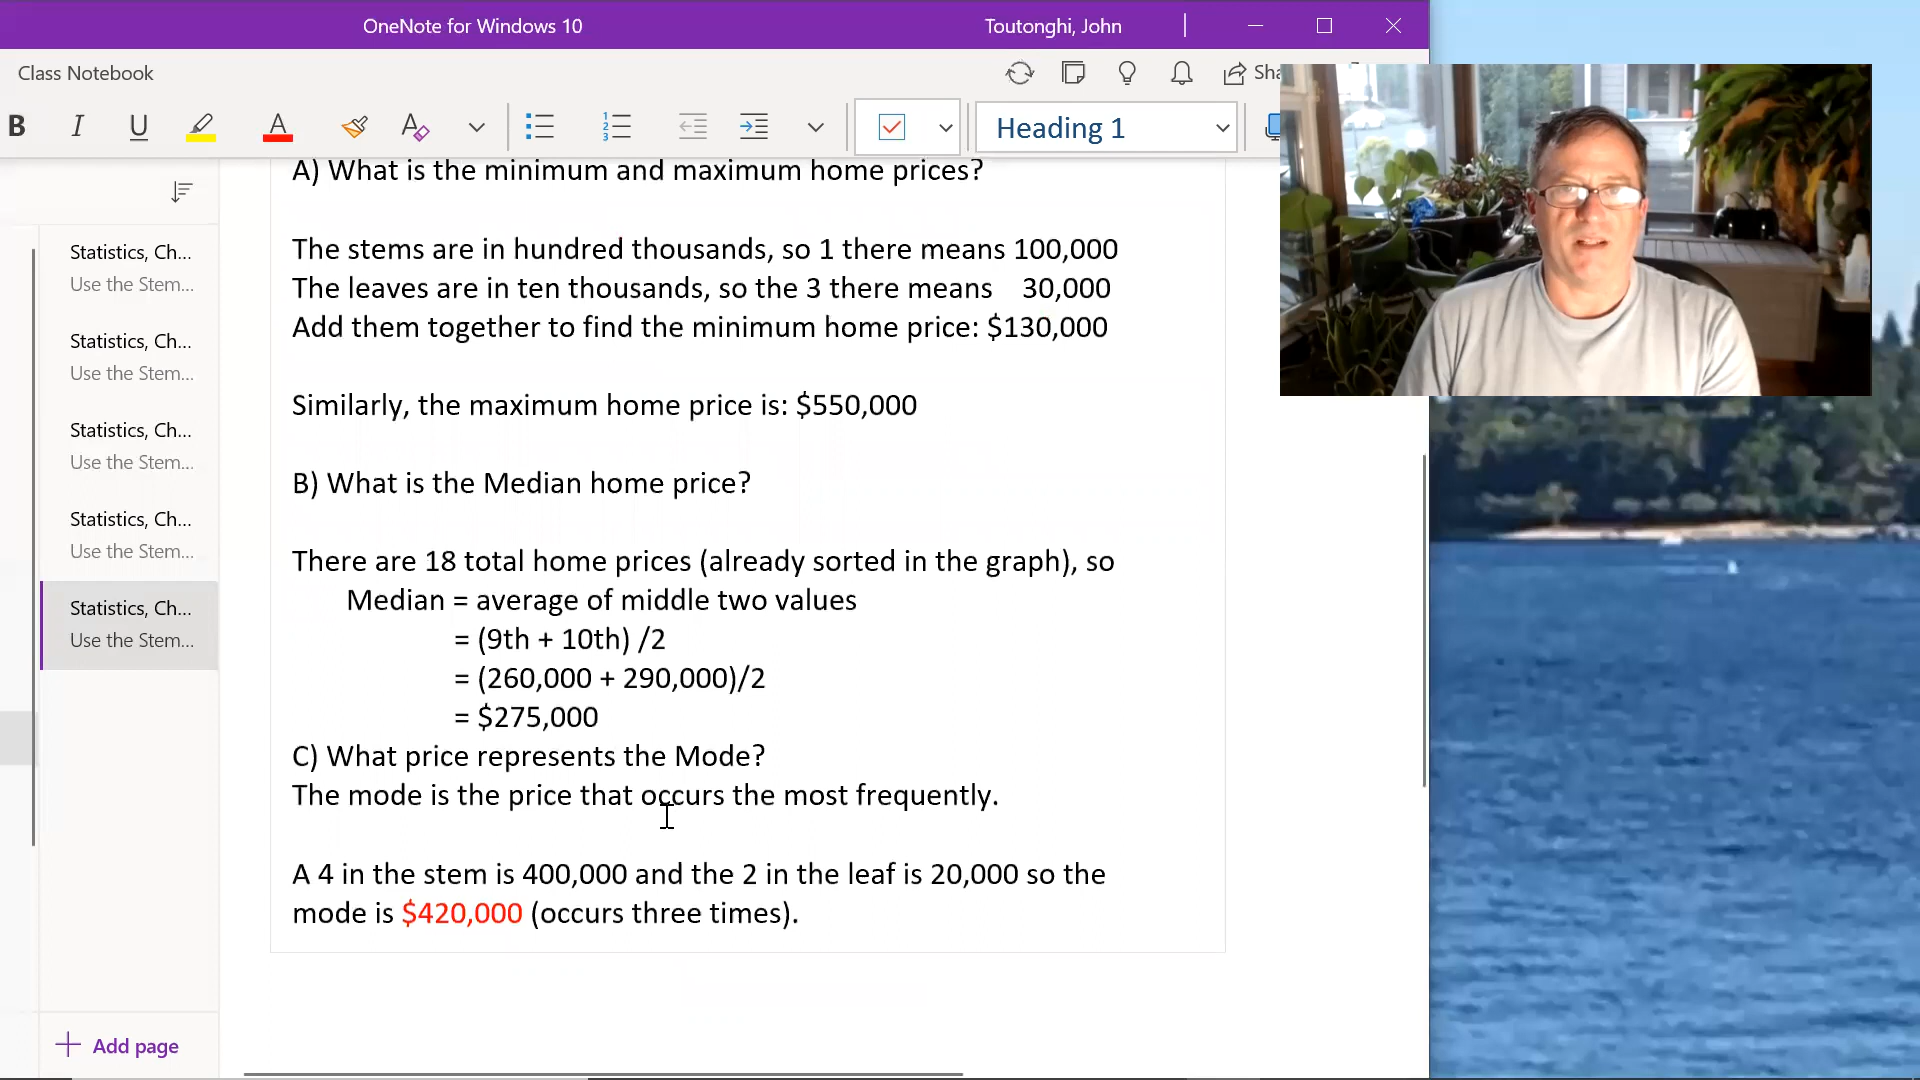 OneNote for Windows 10
Toutonghi, John
Class Notebook
Sha
B I U A A
Heading 1
A) What is the minimum and maximum home prices?
The stems are in hundred thousands, so 1 there means 100,000
The leaves are in ten thousands, so the 3 there means 30,000
Add them together to find the minimum home price: $130,000
Similarly, the maximum home price is: $550,000
B) What is the Median home price?
There are 18 total home prices (already sorted in the graph), so
Median = average of middle two values
= (9th + 10th) /2
= (260,000 + 290,000)/2
= $275,000
C) What price represents the Mode?
The mode is the price that occurs the most frequently.
A 4 in the stem is 400,000 and the 2 in the leaf is 20,000 so the
mode is $420,000 (occurs three times).
Statistics, Ch...
Use the Stem...
Statistics, Ch...
Use the Stem...
Statistics, Ch...
Use the Stem...
Statistics, Ch...
Use the Stem...
Statistics, Ch...
Use the Stem...
Add page